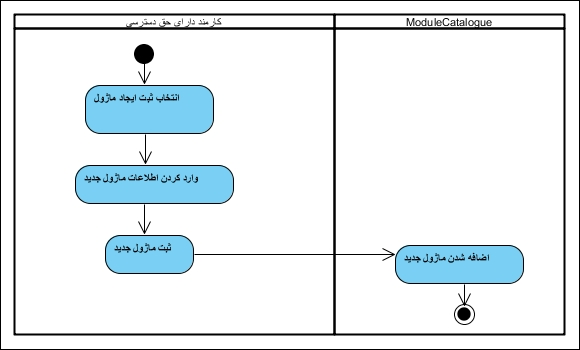 کارمند دارای حق دسترسی
ModuleCatalogue
انتخاب ثبت ایجاد ماژول
وارد کردن اطلاعات ماژول جدید
ثبت ماژول جدید
اضافه شدن ماژول جدید